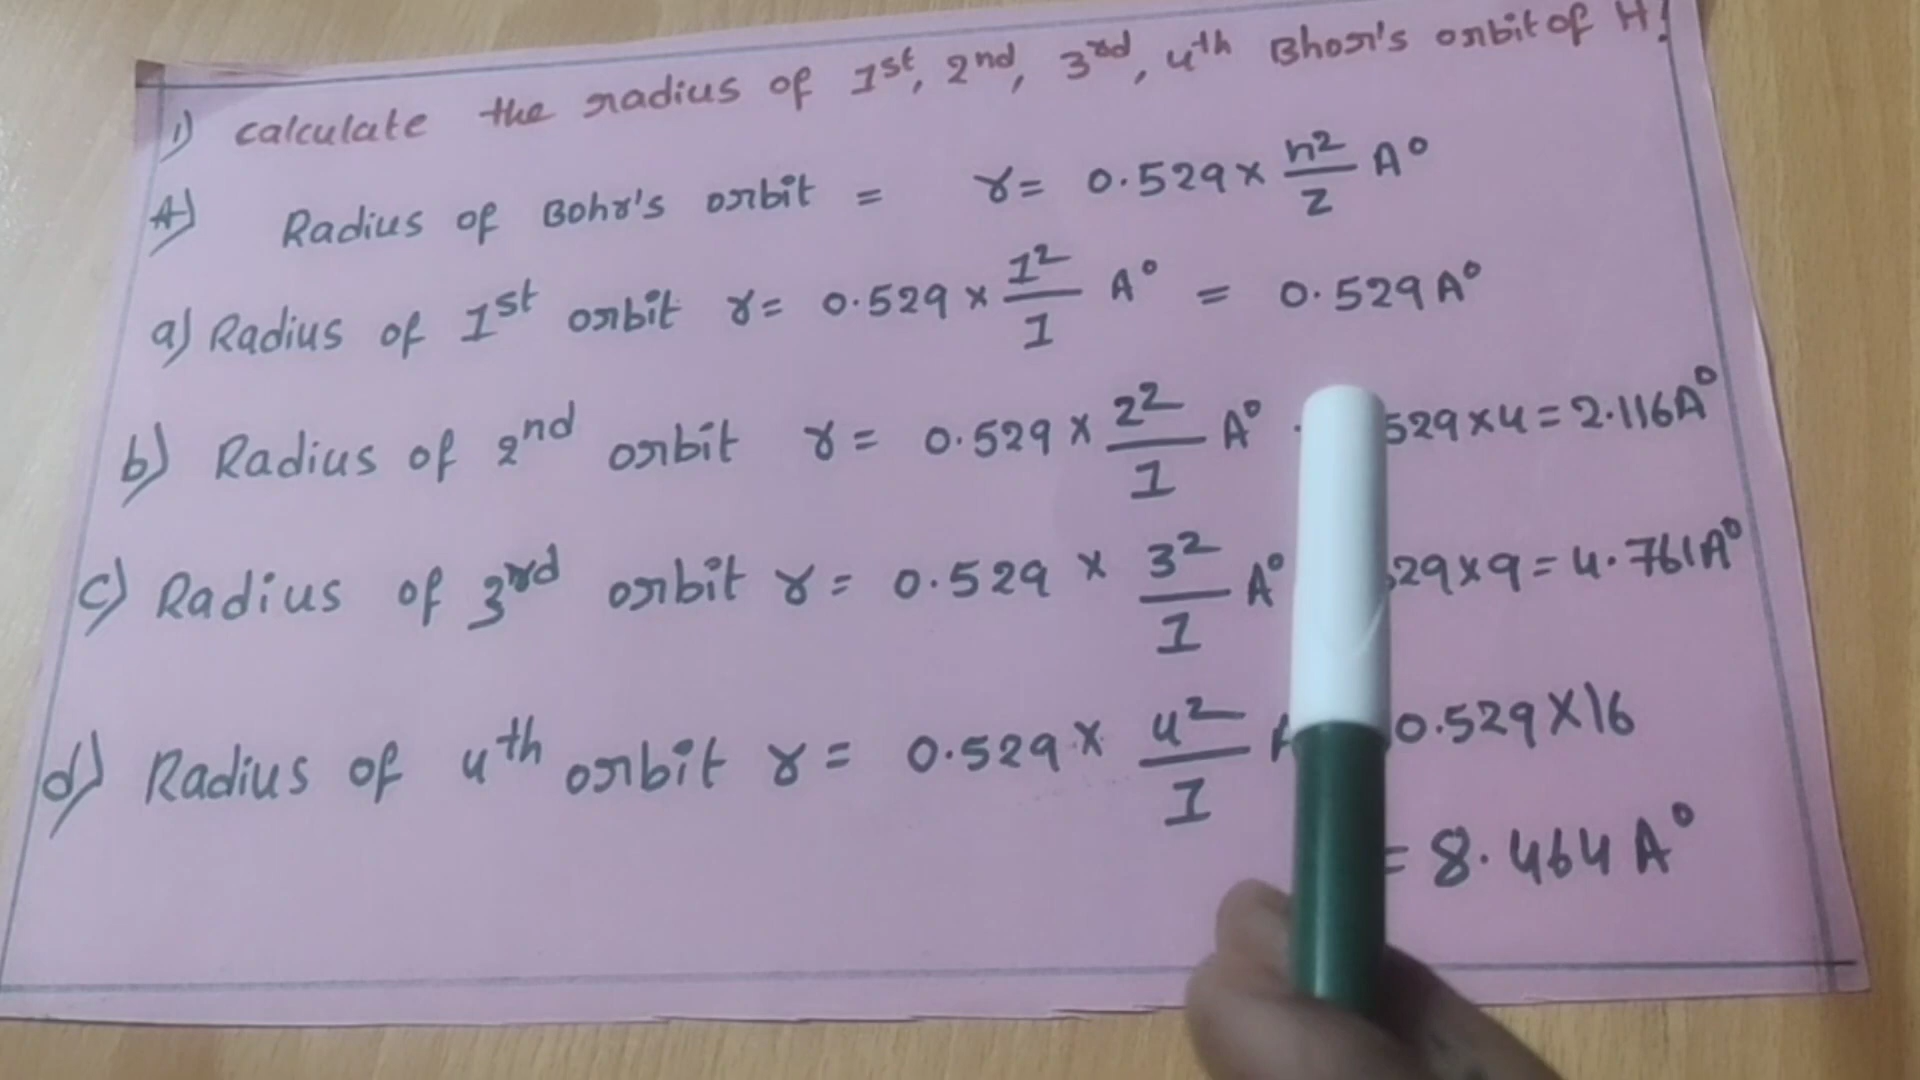 1) calculate the radius of 1st, 2nd, 3rd, 4th Bhor's orbit of H!
A) Radius of Bohr's orbit = r = 0.529 x n²/Z A°
a) Radius of 1st orbit r = 0.529 x 1²/1 A° = 0.529 A°
b) Radius of 2nd orbit r = 0.529 x 2²/1 A° 529 x 4 = 2.116A°
c) Radius of 3rd orbit r = 0.529 x 3²/1 A° 29 x 9 = 4.761A°
d) Radius of 4th orbit r = 0.529 x 4²/1 A 0.529 X 16
= 8.464 A°